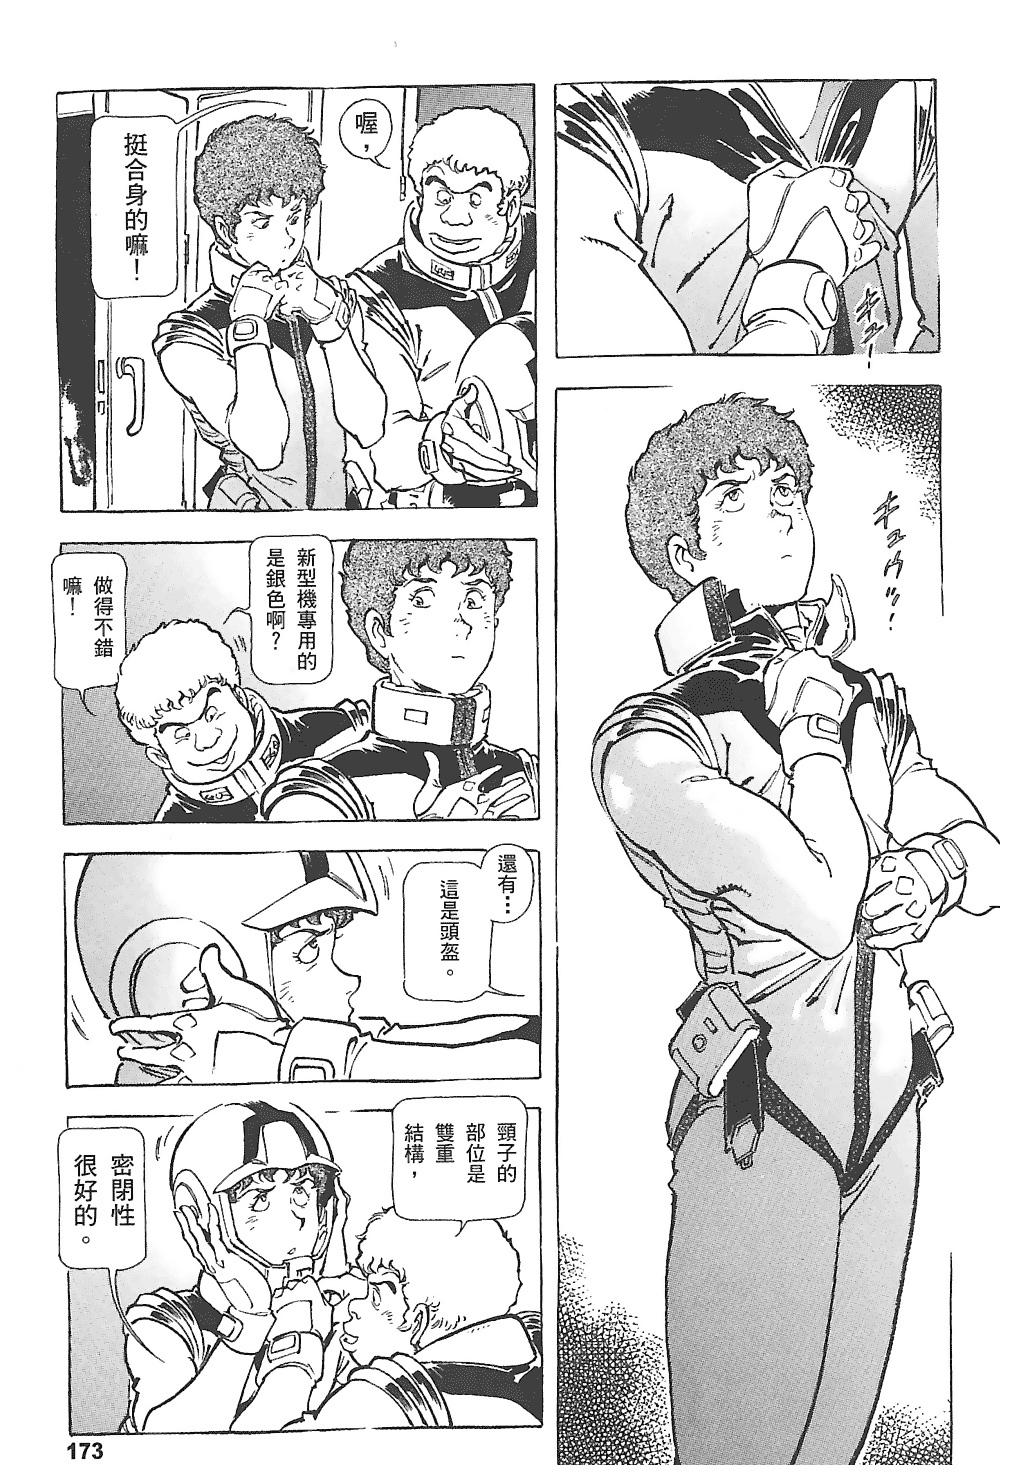 キュー
キュウッ!
喔，
挺合身的嘛！
新型機專用的
是銀色啊？
做得不錯
嘛！
還有…
這是頭盔。
頸子的
部位是
雙重
結構，
密閉性
很好的。
173